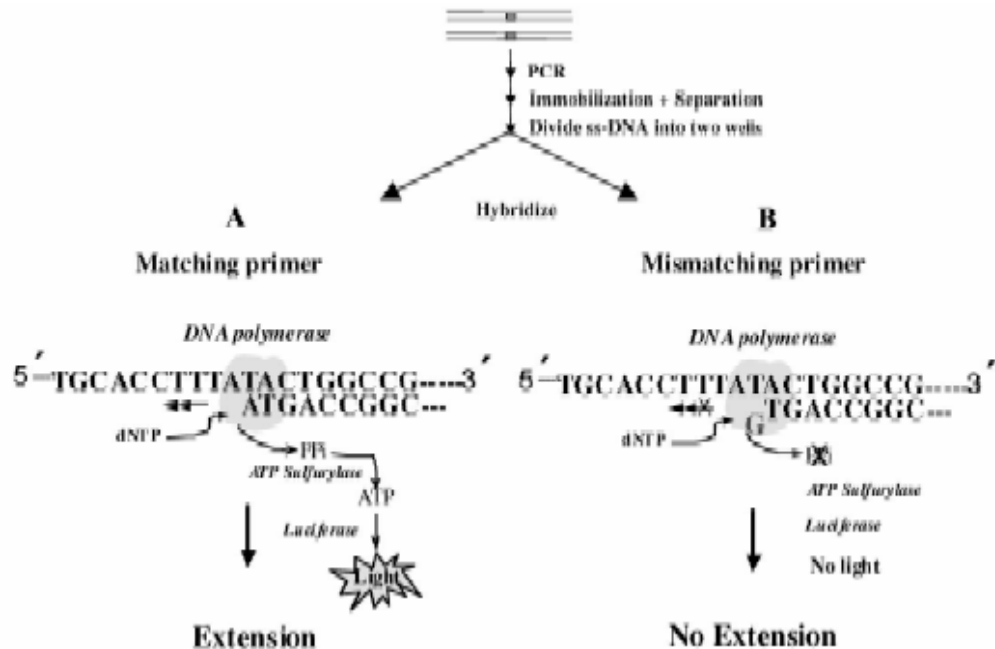 PCR
Immobilization + Separation
Divide ss-DNA into two wells
Hybridize
A
Matching primer
DNA polymerase
5´ TGCACCTTTATACTGGCCG-----3´
ATGACCGGC---
dNTP
PPi
ATP Sulfurylase
ATP
Luciferase
Light
Extension
B
Mismatching primer
DNA polymerase
5´ TGCACCTTTATACTGGCCG-----3´
TGACCGGC---
G
dNTP
ATP Sulfurylase
Luciferase
No light
No Extension